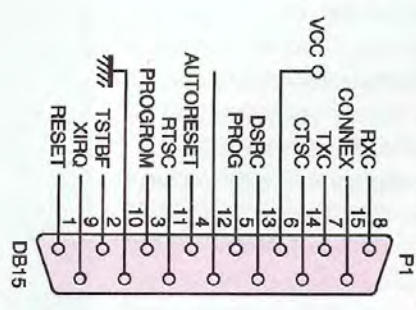 P1
RXC 8
CONNEX 15
TXC 7
CTSC 14
VCC 6
DSRC 13
PROG 5
12
AUTORESET 4
RTSC 11
PROGROM 3
10
TSTBF 2
XIRQ 9
RESET 1
DB15